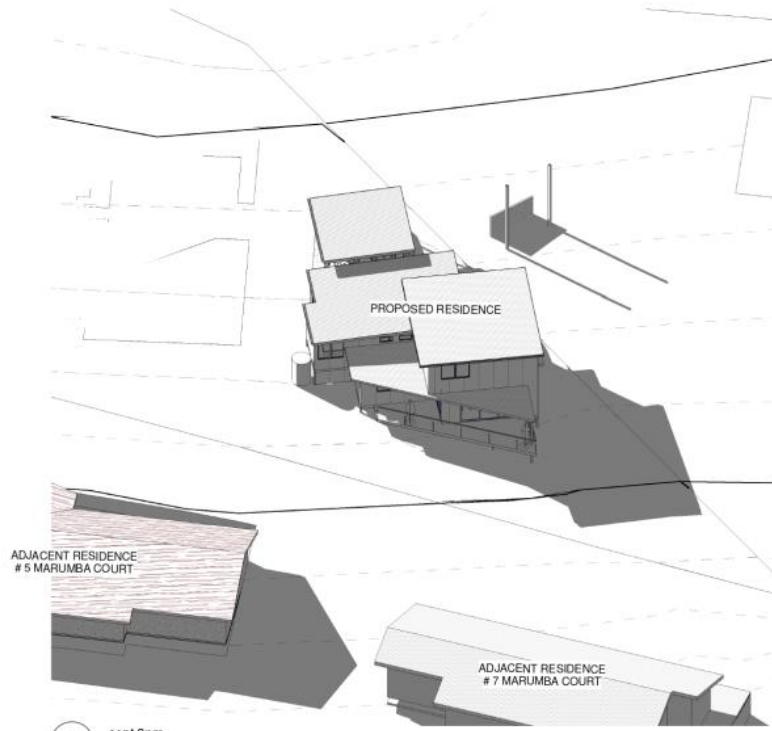 PROPOSED RESIDENCE
ADJACENT RESIDENCE
# 5 MARUMBA COURT
ADJACENT RESIDENCE
# 7 MARUMBA COURT